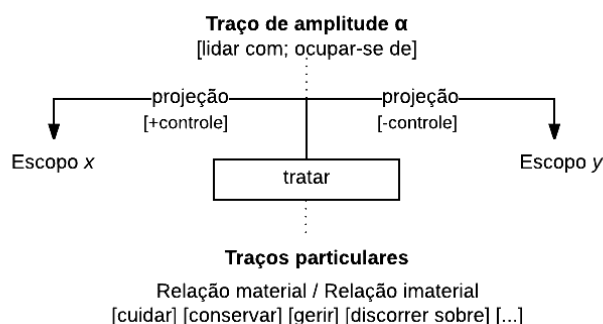 Traço de amplitude α
[lidar com; ocupar-se de]
projeção projeção
[+controle] [-controle]
Escopo x Escopo y
tratar
Traços particulares
Relação material / Relação imaterial
[cuidar] [conservar] [gerir] [discorrer sobre] [...]